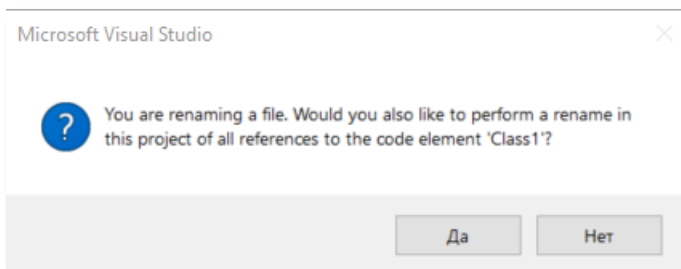 Microsoft Visual Studio
You are renaming a file. Would you also like to perform a rename in
this project of all references to the code element 'Class1'?
Да
Нет